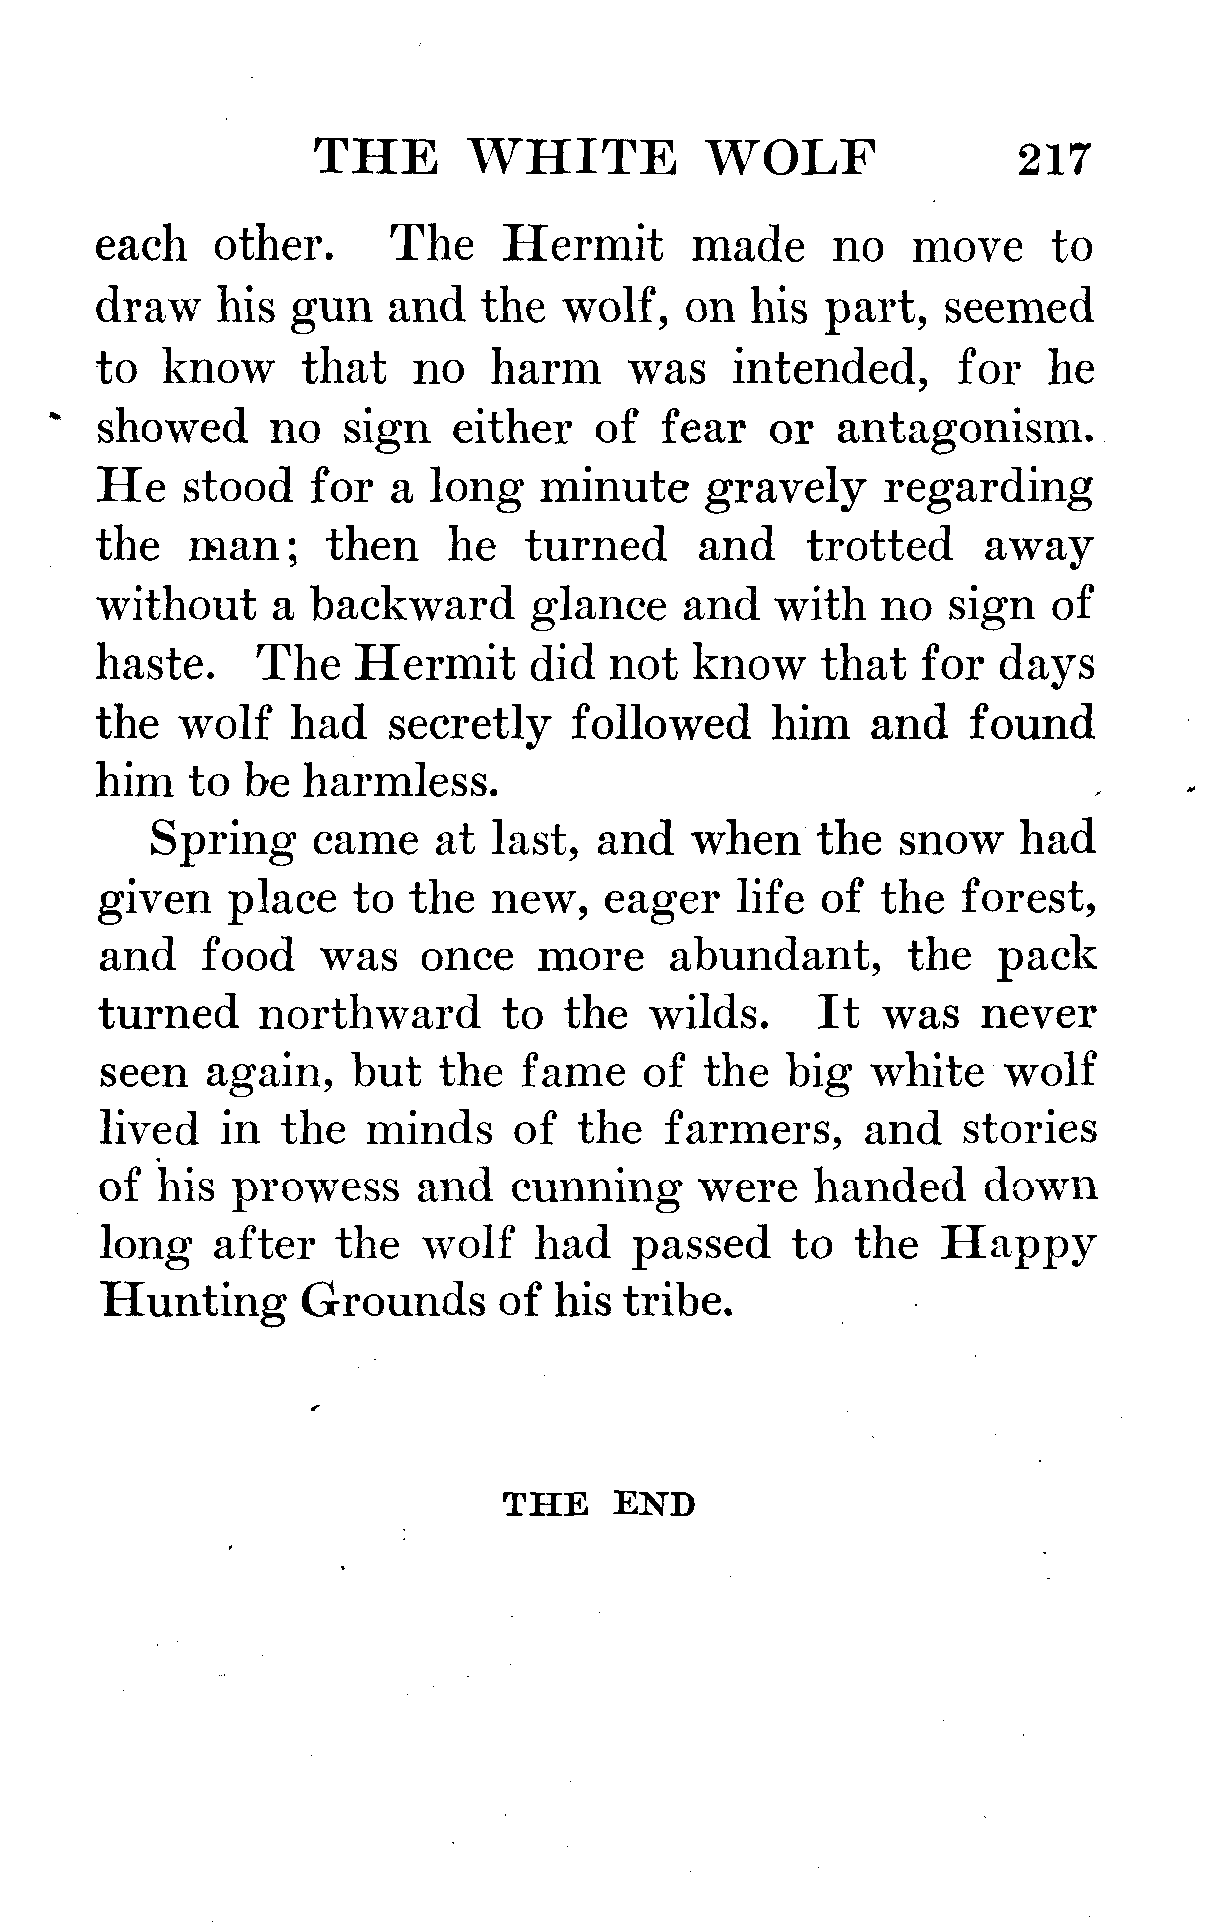 THE WHITE WOLF 217
each other. The Hermit made no move to
draw his gun and the wolf, on his part, seemed
to know that no harm was intended, for he
showed no sign either of fear or antagonism.
He stood for a long minute gravely regarding
the man; then he turned and trotted away
without a backward glance and with no sign of
haste. The Hermit did not know that for days
the wolf had secretly followed him and found
him to be harmless.
Spring came at last, and when the snow had
given place to the new, eager life of the forest,
and food was once more abundant, the pack
turned northward to the wilds. It was never
seen again, but the fame of the big white wolf
lived in the minds of the farmers, and stories
of his prowess and cunning were handed down
long after the wolf had passed to the Happy
Hunting Grounds of his tribe.
THE END